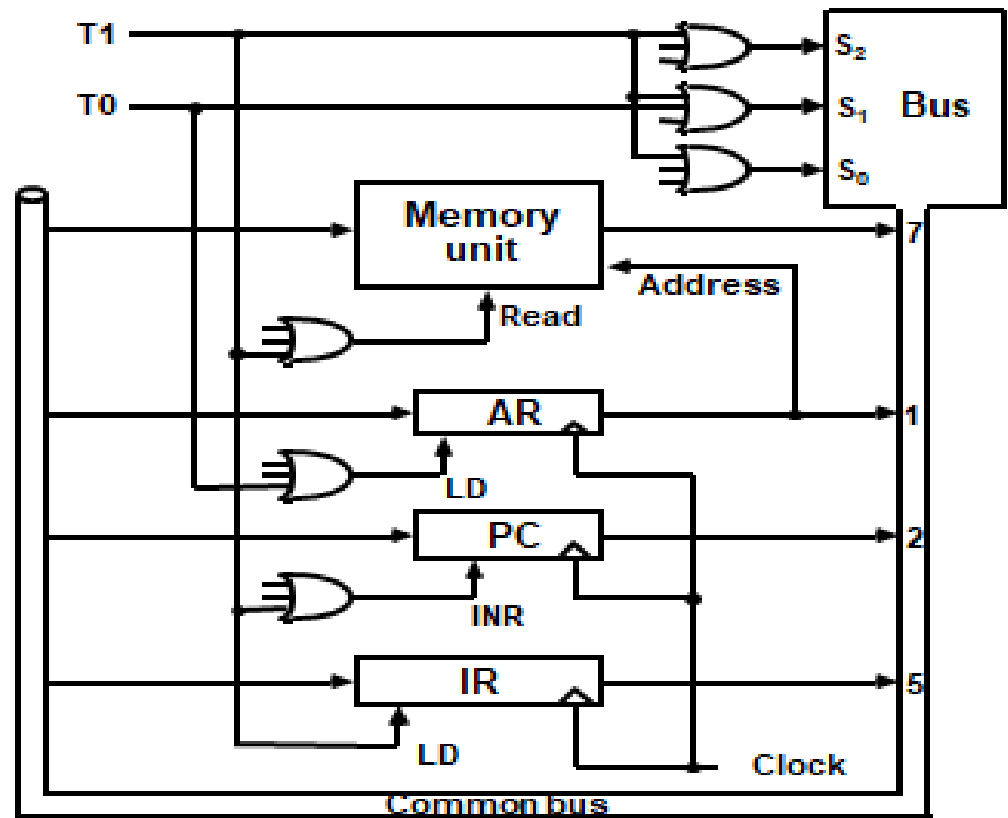 T1
S₂
T0
S₁
Bus
S₀
Memory
unit
7
Address
Read
AR
1
LD
PC
2
INR
IR
5
LD
Clock
Common bus